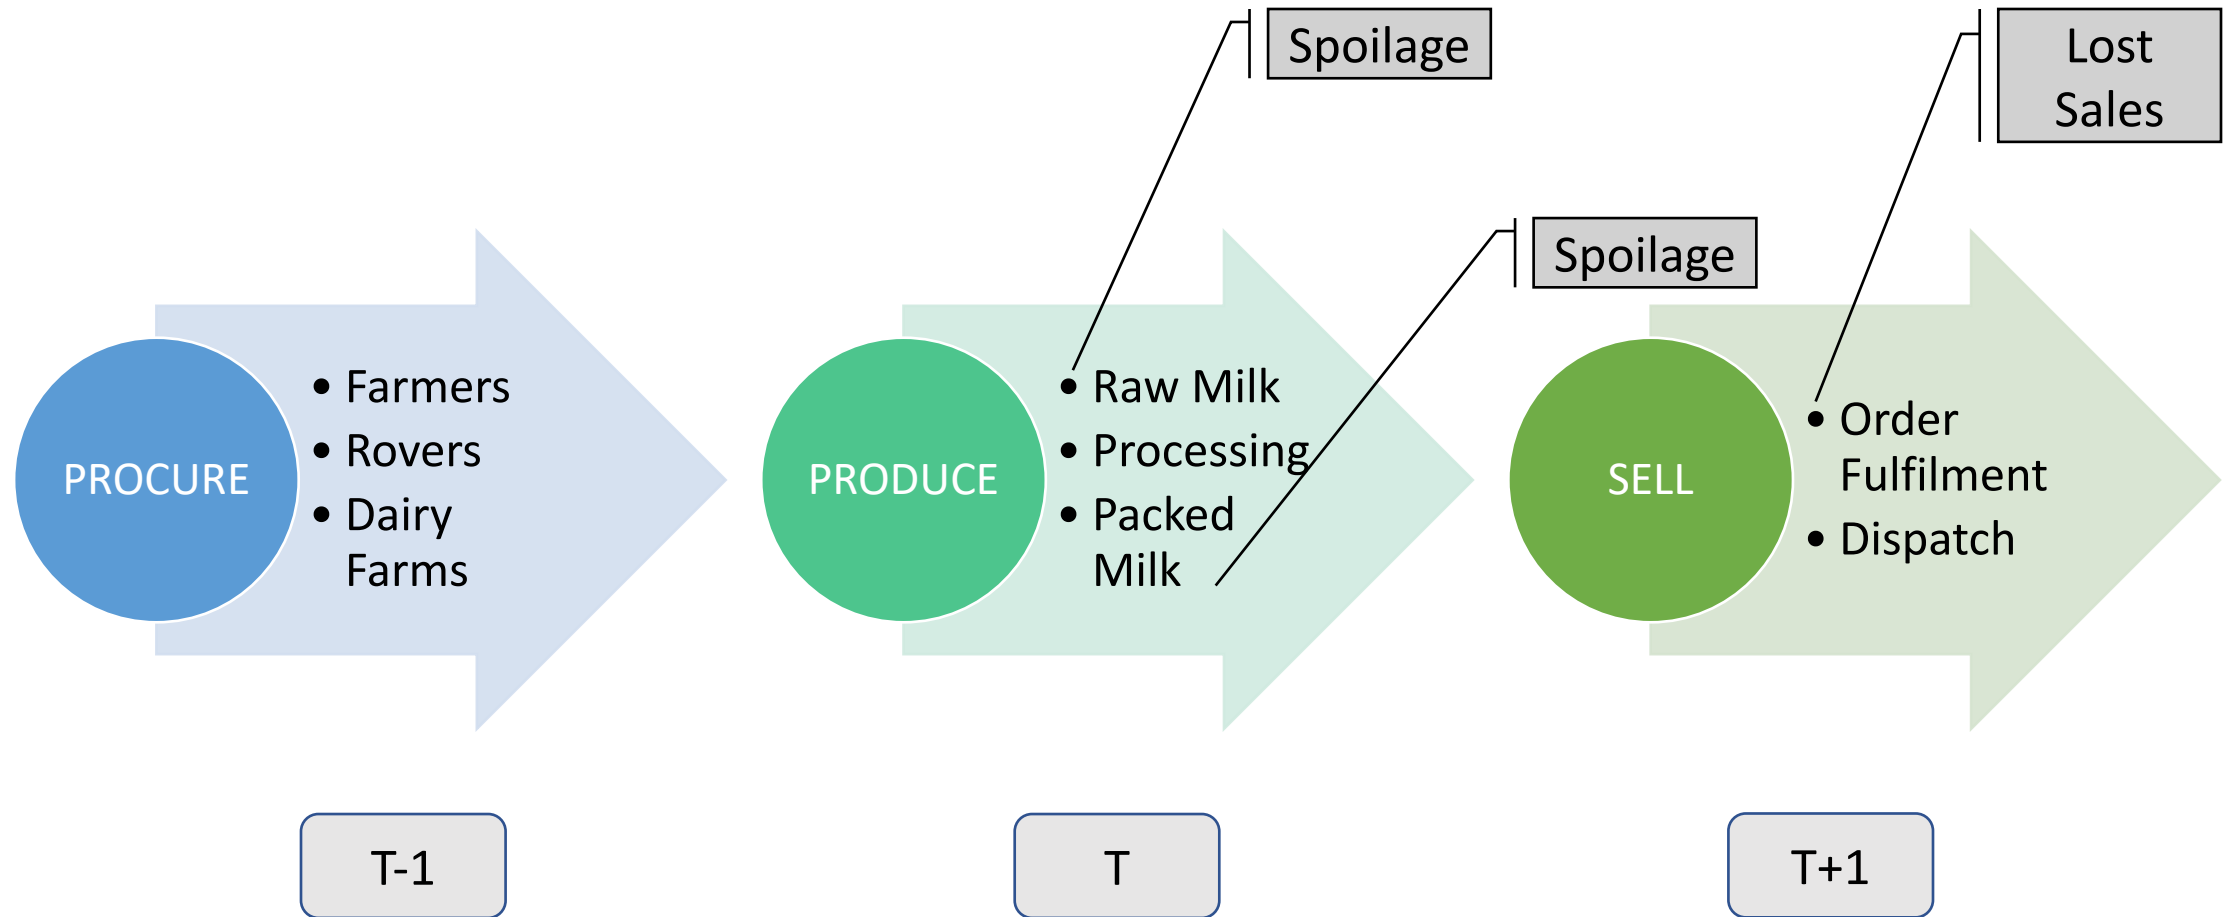 Spoilage
Lost
Sales
Spoilage
PROCURE
• Farmers
• Rovers
• Dairy
Farms
PRODUCE
• Raw Milk
• Processing
• Packed
Milk
SELL
• Order
Fulfilment
• Dispatch
T-1
T
T+1